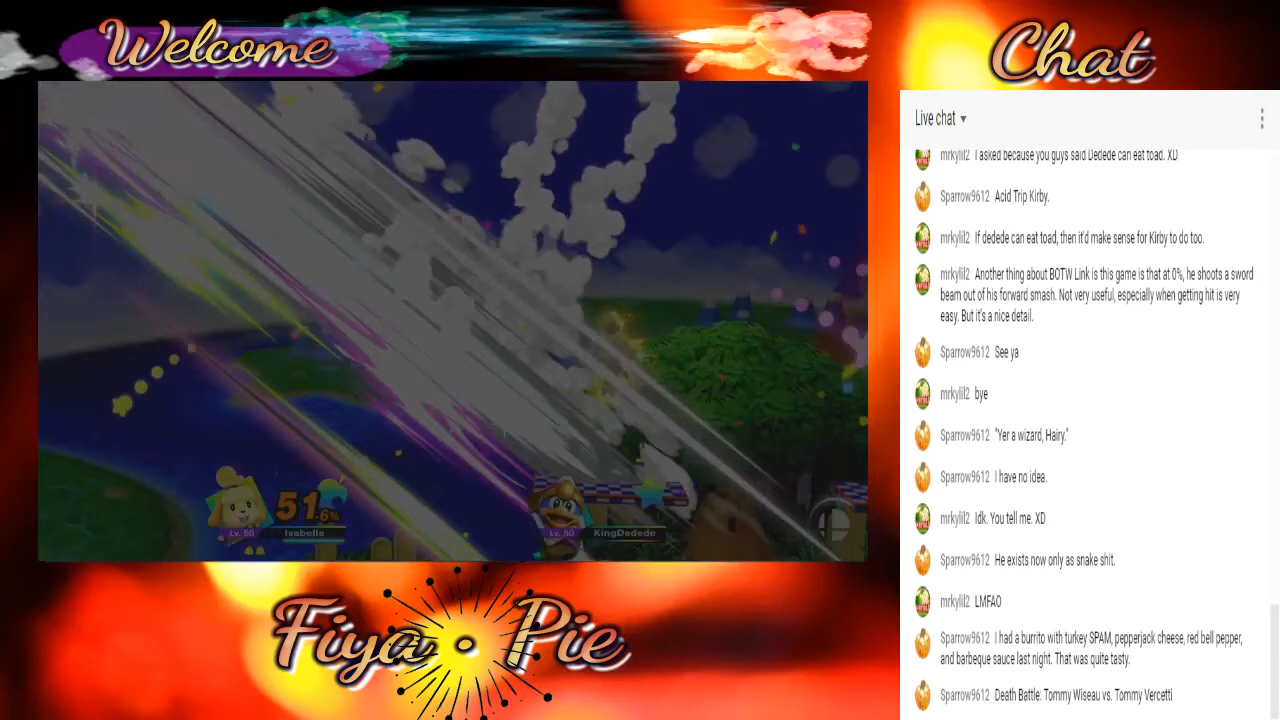 Welcome
Chat
Live chat
mrkylil2 I asked because you guys said Dedede can eat toad. XD
Sparrow9612 Acid Trip Kirby.
mrkylil2 If dedede can eat toad, then it'd make sense for Kirby to do too.
mrkylil2 Another thing about BOTW Link is this game is that at 0%, he shoots a sword
beam out of his forward smash. Not very useful, especially when getting hit is very
easy. But it's a nice detail.
Sparrow9612 See ya
mrkylil2 bye
Sparrow9612 "Yer a wizard, Hairy."
Sparrow9612 I have no idea.
mrkylil2 Idk. You tell me. XD
Sparrow9612 He exists now only as snake shit.
mrkylil2 LMFAO
Sparrow9612 I had a burrito with turkey SPAM, pepperjack cheese, red bell pepper,
and barbeque sauce last night. That was quite tasty.
Sparrow9612 Death Battle: Tommy Wiseau vs. Tommy Vercetti
51.6%
Lv. 50 Isabelle
Lv. 50 KingDedede
Fiya • Pie